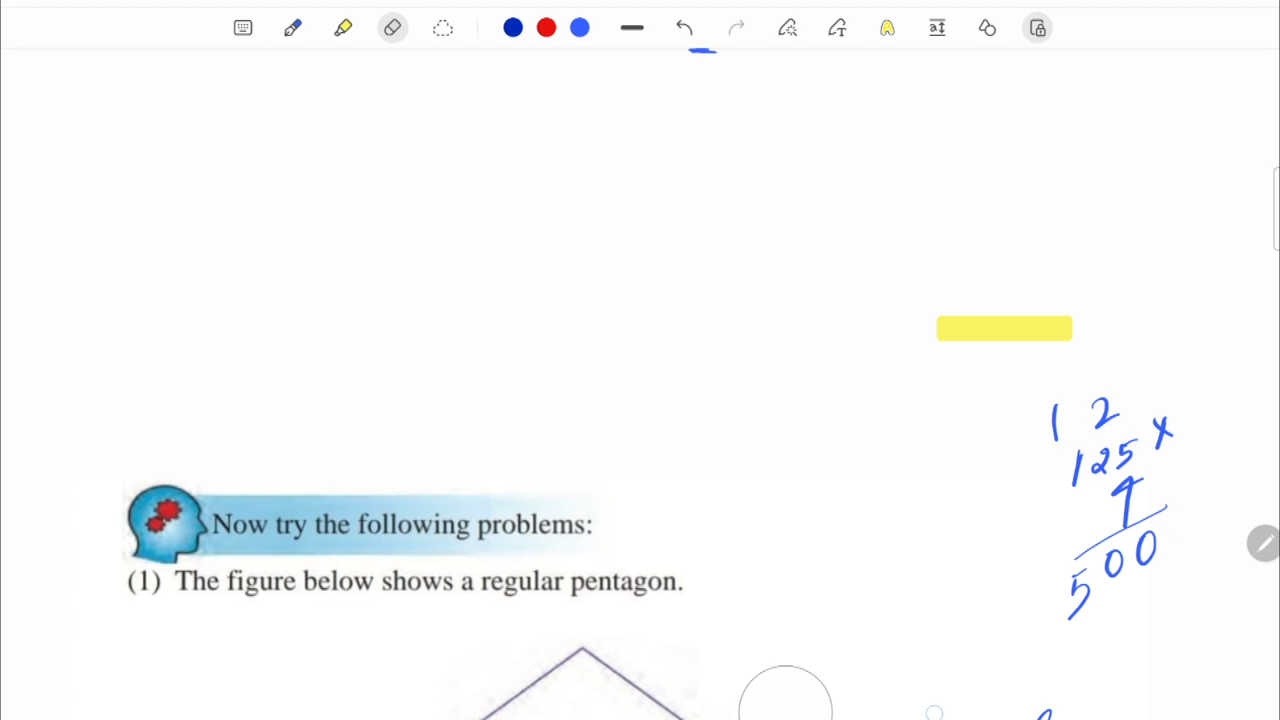 Now try the following problems:
(1) The figure below shows a regular pentagon.
1 2
125 x
4
500